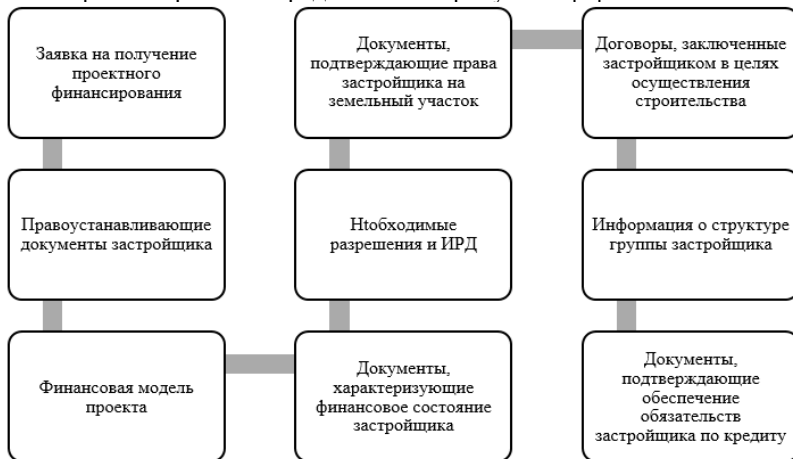 Заявка на получение
проектного
финансирования
Правоустанавливающие
документы застройщика
Финансовая модель
проекта
Документы,
характеризующие
финансовое состояние
застройщика
Htобходимые
разрешения и ИРД
Документы,
подтверждающие права
застройщика на
земельный участок
Договоры, заключенные
застройщиком в целях
осуществления
строительства
Информация о структуре
группы застройщика
Документы,
подтверждающие
обеспечение
обязательств
застройщика по кредиту